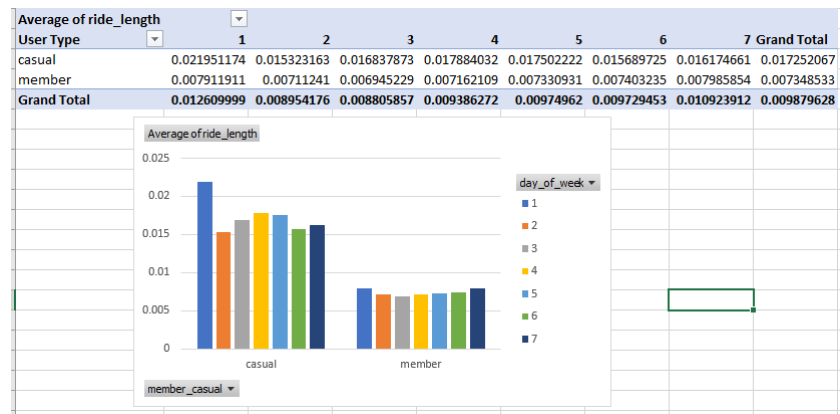 Average of ride_length
User Type 1 2 3 4 5 6 7 Grand Total
casual 0.021951174 0.015323163 0.016837873 0.017884032 0.017502222 0.015689725 0.016174661 0.017252067
member 0.007911911 0.00711241 0.006945229 0.007162109 0.007330931 0.007403235 0.007985854 0.007348533
Grand Total 0.012609999 0.008954176 0.008805857 0.009386272 0.00974962 0.009729453 0.010923912 0.009879628
Average of ride_length
0.025
0.02
0.015
0.01
0.005
0
casual member
day_of_week
1
2
3
4
5
6
7
member_casual